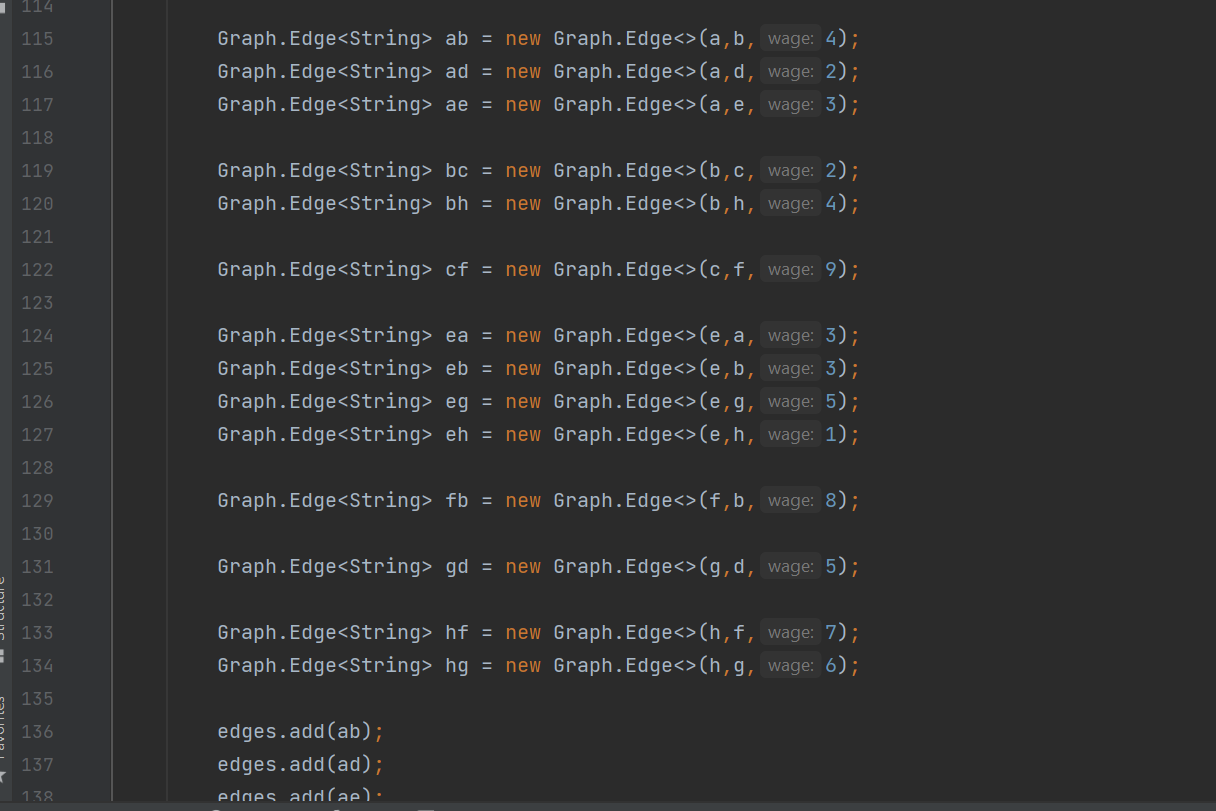 114
115 Graph.Edge<String> ab = new Graph.Edge<>(a,b, wage: 4);
116 Graph.Edge<String> ad = new Graph.Edge<>(a,d, wage: 2);
117 Graph.Edge<String> ae = new Graph.Edge<>(a,e, wage: 3);
118
119 Graph.Edge<String> bc = new Graph.Edge<>(b,c, wage: 2);
120 Graph.Edge<String> bh = new Graph.Edge<>(b,h, wage: 4);
121
122 Graph.Edge<String> cf = new Graph.Edge<>(c,f, wage: 9);
123
124 Graph.Edge<String> ea = new Graph.Edge<>(e,a, wage: 3);
125 Graph.Edge<String> eb = new Graph.Edge<>(e,b, wage: 3);
126 Graph.Edge<String> eg = new Graph.Edge<>(e,g, wage: 5);
127 Graph.Edge<String> eh = new Graph.Edge<>(e,h, wage: 1);
128
129 Graph.Edge<String> fb = new Graph.Edge<>(f,b, wage: 8);
130
131 Graph.Edge<String> gd = new Graph.Edge<>(g,d, wage: 5);
132
133 Graph.Edge<String> hf = new Graph.Edge<>(h,f, wage: 7);
134 Graph.Edge<String> hg = new Graph.Edge<>(h,g, wage: 6);
135
136 edges.add(ab);
137 edges.add(ad);
138 edges.add(ae);
Structure
Favorites